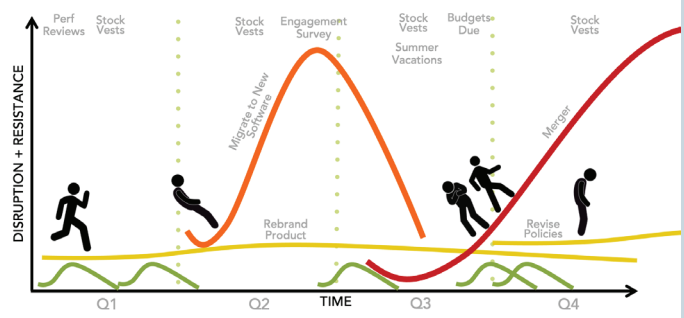 Perf
Reviews
Stock
Vests
Stock
Vests
Engagement
Survey
Stock
Vests
Summer
Vacations
Budgets
Due
Stock
Vests
DISRUPTION + RESISTANCE
Migrate to New
Software
Merger
Rebrand
Product
Revise
Policies
Q1
Q2
TIME
Q3
Q4